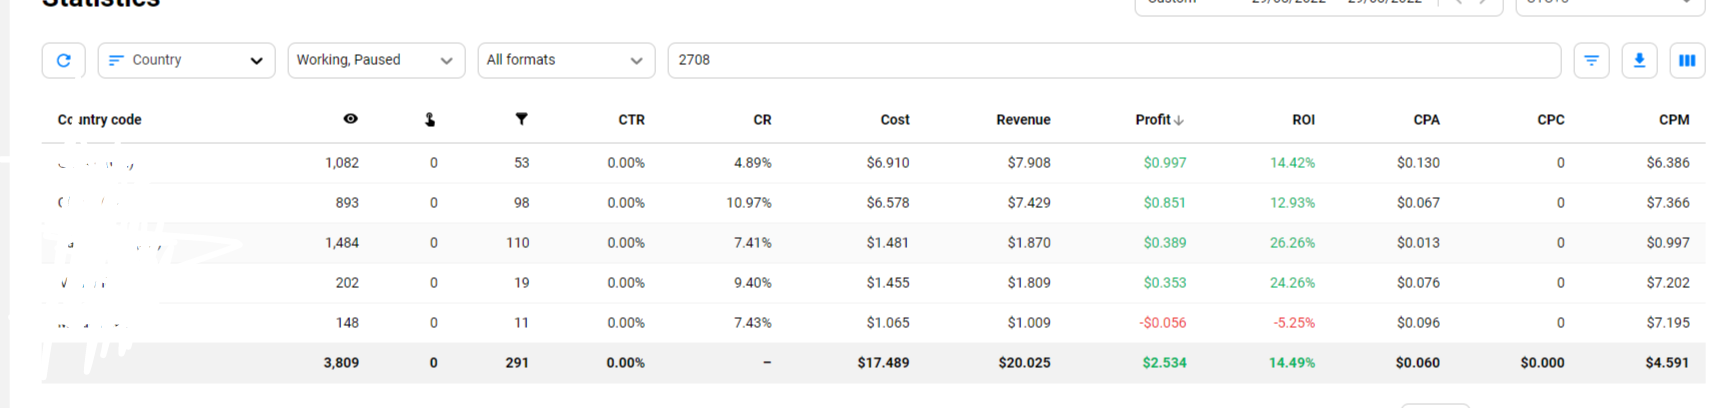 Statistics
Custom 29/08/2022 – 29/08/2022
Country Working, Paused All formats 2708
Country code CTR CR Cost Revenue Profit↓ ROI CPA CPC CPM
1,082 0 53 0.00% 4.89% $6.910 $7.908 $0.997 14.42% $0.130 0 $6.386
893 0 98 0.00% 10.97% $6.578 $7.429 $0.851 12.93% $0.067 0 $7.366
1,484 0 110 0.00% 7.41% $1.481 $1.870 $0.389 26.26% $0.013 0 $0.997
202 0 19 0.00% 9.40% $1.455 $1.809 $0.353 24.26% $0.076 0 $7.202
148 0 11 0.00% 7.43% $1.065 $1.009 -$0.056 -5.25% $0.096 0 $7.195
3,809 0 291 0.00% – $17.489 $20.025 $2.534 14.49% $0.060 $0.000 $4.591